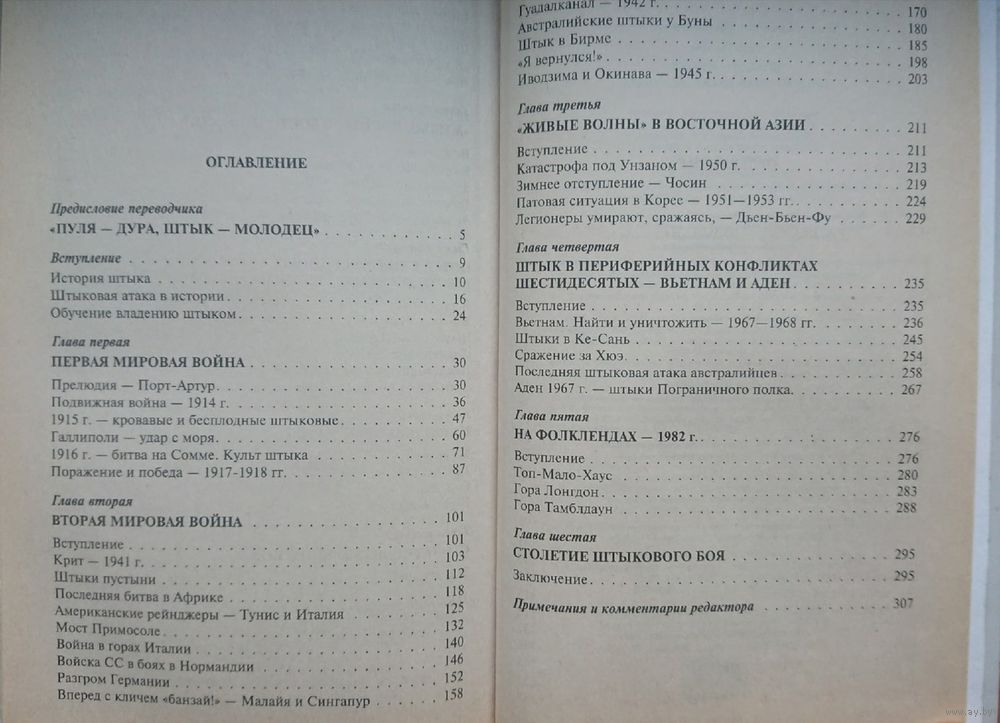 ОГЛАВЛЕНИЕ
Предисловие переводчика
«ПУЛЯ — ДУРА, ШТЫК — МОЛОДЕЦ» . . . . . . . . . . . 5
Вступление . . . . . . . . . . . 9
История штыка . . . . . . . . . . . 10
Штыковая атака в истории . . . . . . . . . . . 16
Обучение владению штыком . . . . . . . . . . . 24
Глава первая
ПЕРВАЯ МИРОВАЯ ВОЙНА . . . . . . . . . . . 30
Прелюдия — Порт-Артур . . . . . . . . . . . 30
Подвижная война — 1914 г. . . . . . . . . . . . 36
1915 г. — кровавые и бесплодные штыковые . . . . . . . . . . . 47
Галлиполи — удар с моря . . . . . . . . . . . 60
1916 г. — битва на Сомме. Культ штыка . . . . . . . . . . . 71
Поражение и победа — 1917-1918 гг. . . . . . . . . . . . 87
Глава вторая
ВТОРАЯ МИРОВАЯ ВОЙНА . . . . . . . . . . . 101
Вступление . . . . . . . . . . . 101
Крит — 1941 г. . . . . . . . . . . . 103
Штыки пустыни . . . . . . . . . . . 112
Последняя битва в Африке . . . . . . . . . . . 118
Американские рейнджеры — Тунис и Италия . . . . . . . . . . . 125
Мост Примосоле . . . . . . . . . . . 132
Война в горах Италии . . . . . . . . . . . 140
Войска СС в боях в Нормандии . . . . . . . . . . . 146
Разгром Германии . . . . . . . . . . . 152
Вперед с кличем «банзай!» — Малайя и Сингапур . . . . . . . . . . . 158
Гуадалканал — 1942 г. . . . . . . . . . . . 170
Австралийские штыки у Буны . . . . . . . . . . . 180
Штык в Бирме . . . . . . . . . . . 185
«Я вернулся!» . . . . . . . . . . . 198
Иводзима и Окинава — 1945 г. . . . . . . . . . . . 203
Глава третья
«ЖИВЫЕ ВОЛНЫ» В ВОСТОЧНОЙ АЗИИ . . . . . . . . . . . 211
Вступление . . . . . . . . . . . 211
Катастрофа под Унзаном — 1950 г. . . . . . . . . . . . 213
Зимнее отступление — Чосин . . . . . . . . . . . 219
Патовая ситуация в Корее — 1951—1953 гг. . . . . . . . . . . . 224
Легионеры умирают, сражаясь, — Дьен-Бьен-Фу . . . . . . . . . . . 229
Глава четвертая
ШТЫК В ПЕРИФЕРИЙНЫХ КОНФЛИКТАХ
ШЕСТИДЕСЯТЫХ — ВЬЕТНАМ И АДЕН . . . . . . . . . . . 235
Вступление . . . . . . . . . . . 235
Вьетнам. Найти и уничтожить — 1967—1968 гг. . . . . . . . . . . . 236
Штыки в Ке-Сань . . . . . . . . . . . 245
Сражение за Хюэ . . . . . . . . . . . 254
Последняя штыковая атака австралийцев . . . . . . . . . . . 258
Аден 1967 г. — штыки Пограничного полка . . . . . . . . . . . 267
Глава пятая
НА ФОЛКЛЕНДАХ — 1982 г. . . . . . . . . . . . 276
Вступление . . . . . . . . . . . 276
Топ-Мало-Хаус . . . . . . . . . . . 280
Гора Лонгдон . . . . . . . . . . . 283
Гора Тамблдаун . . . . . . . . . . . 288
Глава шестая
СТОЛЕТИЕ ШТЫКОВОГО БОЯ . . . . . . . . . . . 295
Заключение . . . . . . . . . . . 295
Примечания и комментарии редактора . . . . . . . . . . . 307
www.ay.by